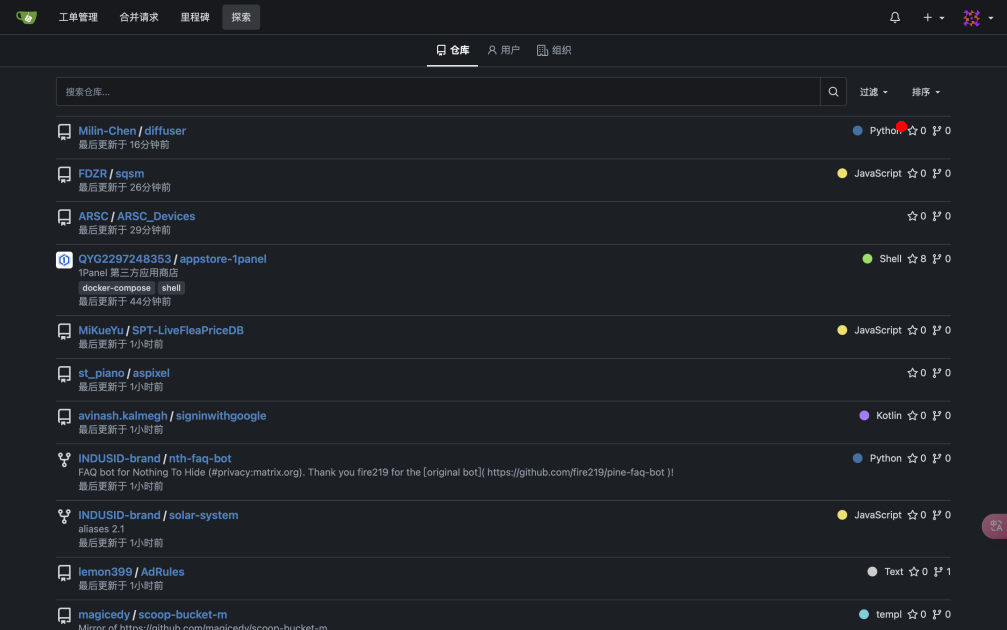 工单管理 合并请求 里程碑 探索
仓库 用户 组织
搜索仓库... 过滤 排序
Milin-Chen / diffuser Python 0 0
最后更新于 16分钟前
FDZR / sqsm JavaScript 0 0
最后更新于 26分钟前
ARSC / ARSC_Devices 0 0
最后更新于 29分钟前
QYG2297248353 / appstore-1panel Shell 8 0
1Panel 第三方应用商店
docker-compose shell
最后更新于 44分钟前
MiKueYu / SPT-LiveFleaPriceDB JavaScript 0 0
最后更新于 1小时前
st_piano / aspixel 0 0
最后更新于 1小时前
avinash.kalmegh / signinwithgoogle Kotlin 0 0
最后更新于 1小时前
INDUSID-brand / nth-faq-bot Python 0 0
FAQ bot for Nothing To Hide (#privacy:matrix.org). Thank you fire219 for the [original bot]( https://github.com/fire219/pine-faq-bot )!
最后更新于 1小时前
INDUSID-brand / solar-system JavaScript 0 0
aliases 2.1
最后更新于 1小时前
lemon399 / AdRules Text 0 1
最后更新于 1小时前
magicedy / scoop-bucket-m templ 0 0
Mirror of https://github.com/magicedy/scoop-bucket-m